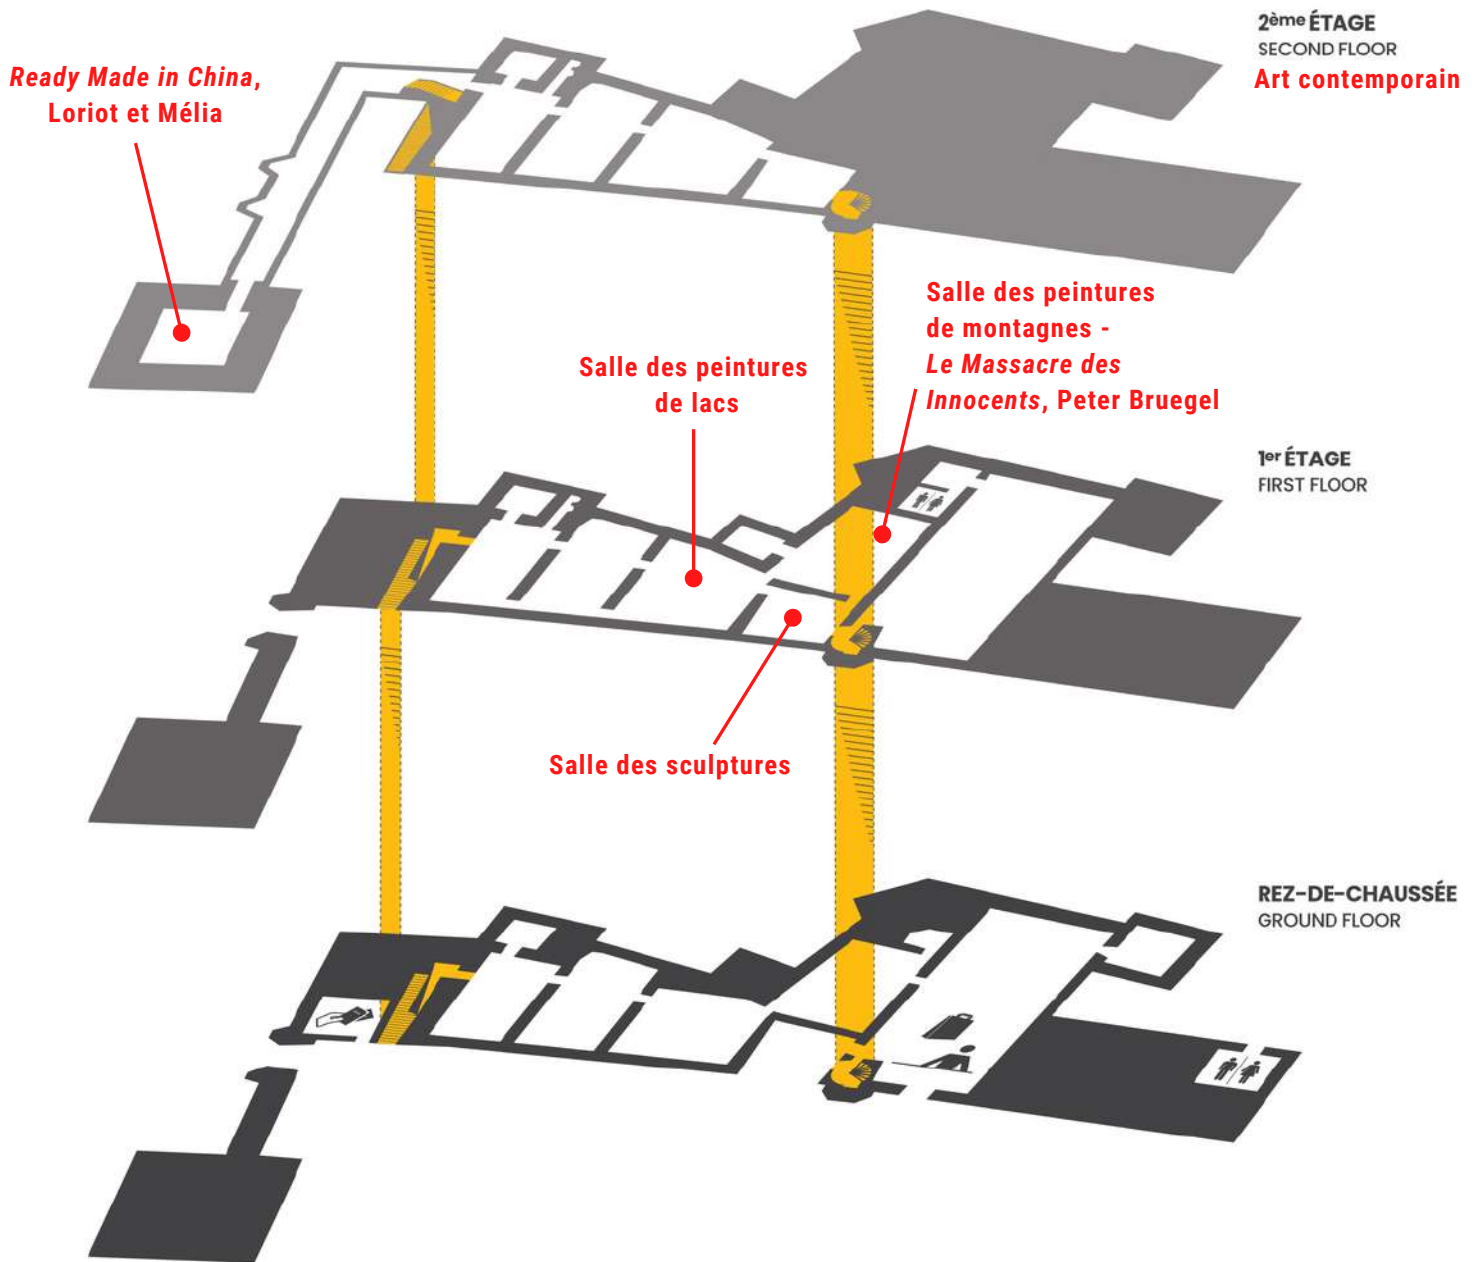 2ème ÉTAGE
SECOND FLOOR
Art contemporain
Ready Made in China,
Loriot et Mélia
Salle des peintures
de montagnes -
Le Massacre des
Innocents, Peter Bruegel
Salle des peintures
de lacs
1er ÉTAGE
FIRST FLOOR
Salle des sculptures
REZ-DE-CHAUSSÉE
GROUND FLOOR